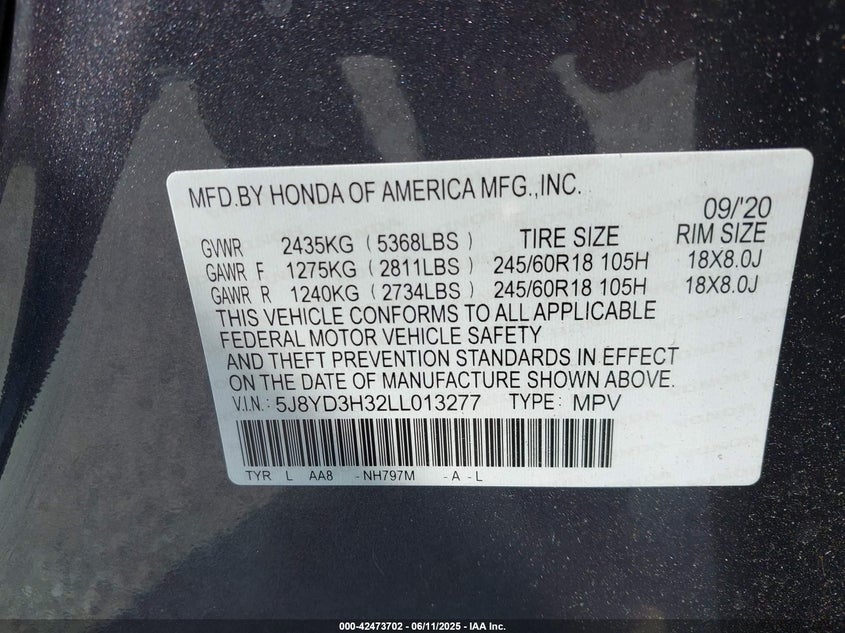 MFD.BY HONDA OF AMERICA MFG.,INC.
09/'20
GVWR 2435KG (5368LBS) TIRE SIZE RIM SIZE
GAWR F 1275KG (2811LBS) 245/60R18 105H 18X8.0J
GAWR R 1240KG (2734LBS) 245/60R18 105H 18X8.0J
THIS VEHICLE CONFORMS TO ALL APPLICABLE
FEDERAL MOTOR VEHICLE SAFETY
AND THEFT PREVENTION STANDARDS IN EFFECT
ON THE DATE OF MANUFACTURE SHOWN ABOVE.
V.I.N.: 5J8YD3H32LL013277 TYPE: MPV
TYR L AA8 -NH797M -A-L
000-42473702 - 06/11/2025 - IAA Inc.